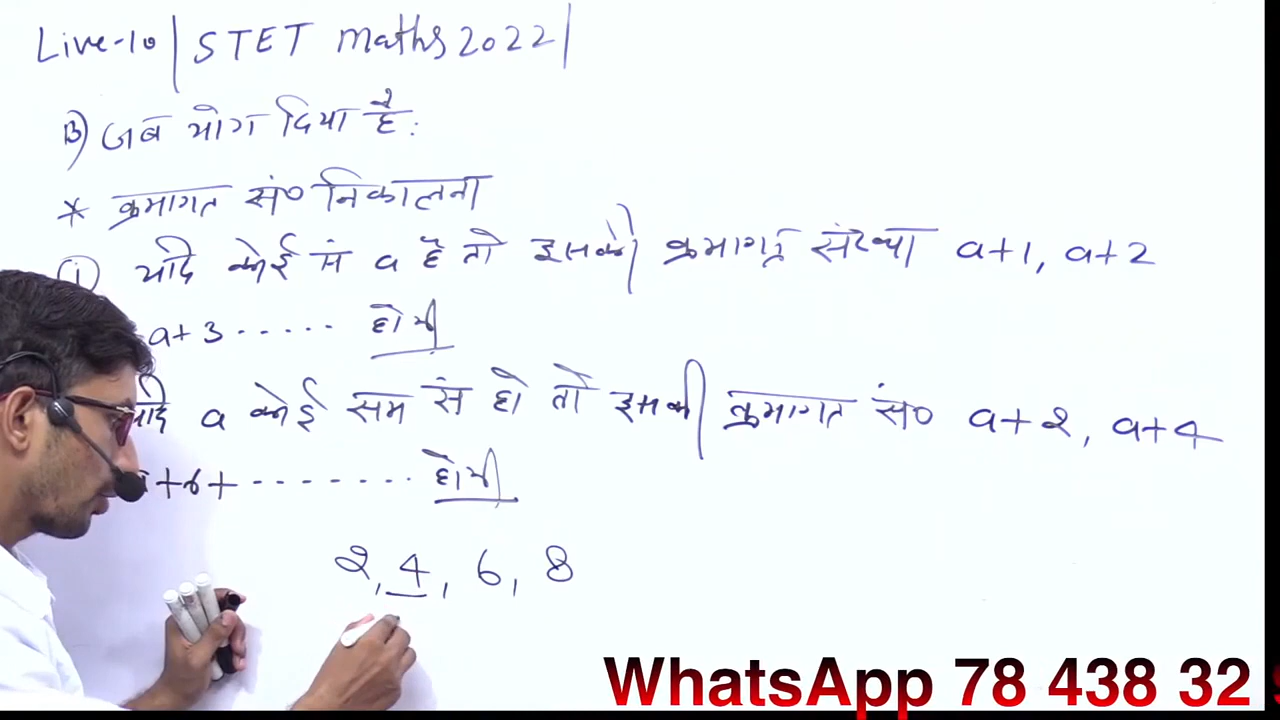 Live-10 | STET maths 2022 |
B) जब योग दिया है:
* क्रमागत सं० निकालना
(i) यदि कोई सं a है तो इसकी क्रमागत संख्या a+1, a+2
a+3 ...... होगी
यदि a कोई सम सं हो तो इसकी क्रमागत सं० a+2, a+4
+6+ -------- होगी
2, 4, 6, 8
WhatsApp 78 438 32